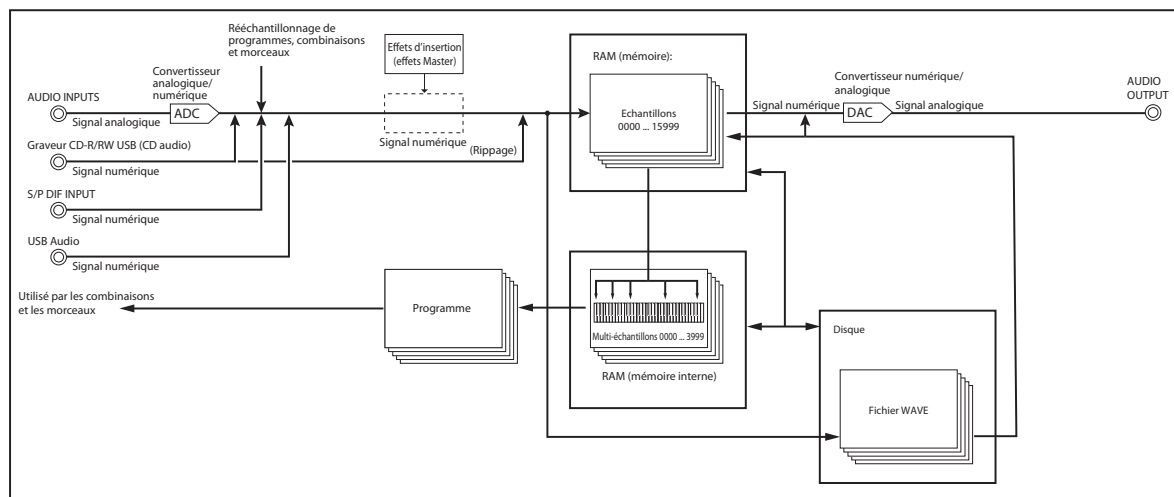 Rééchantillonnage de
programmes, combinaisons
et morceaux
Effets d'insertion
(effets Master)
RAM (mémoire):
Convertisseur
analogique/
numérique
Convertisseur numérique/
analogique
AUDIO INPUTS
ADC
Echantillons
0000 ... 15999
Signal numérique
DAC
Signal analogique
AUDIO
OUTPUT
Signal analogique
Signal numérique
(Rippage)
Graveur CD-R/RW USB (CD audio)
Signal numérique
S/P DIF INPUT
Signal numérique
USB Audio
Signal numérique
Utilisé par les combinaisons
et les morceaux
Programme
Multi-échantillons 0000 ... 3999
RAM (mémoire interne)
Disque
Fichier WAVE